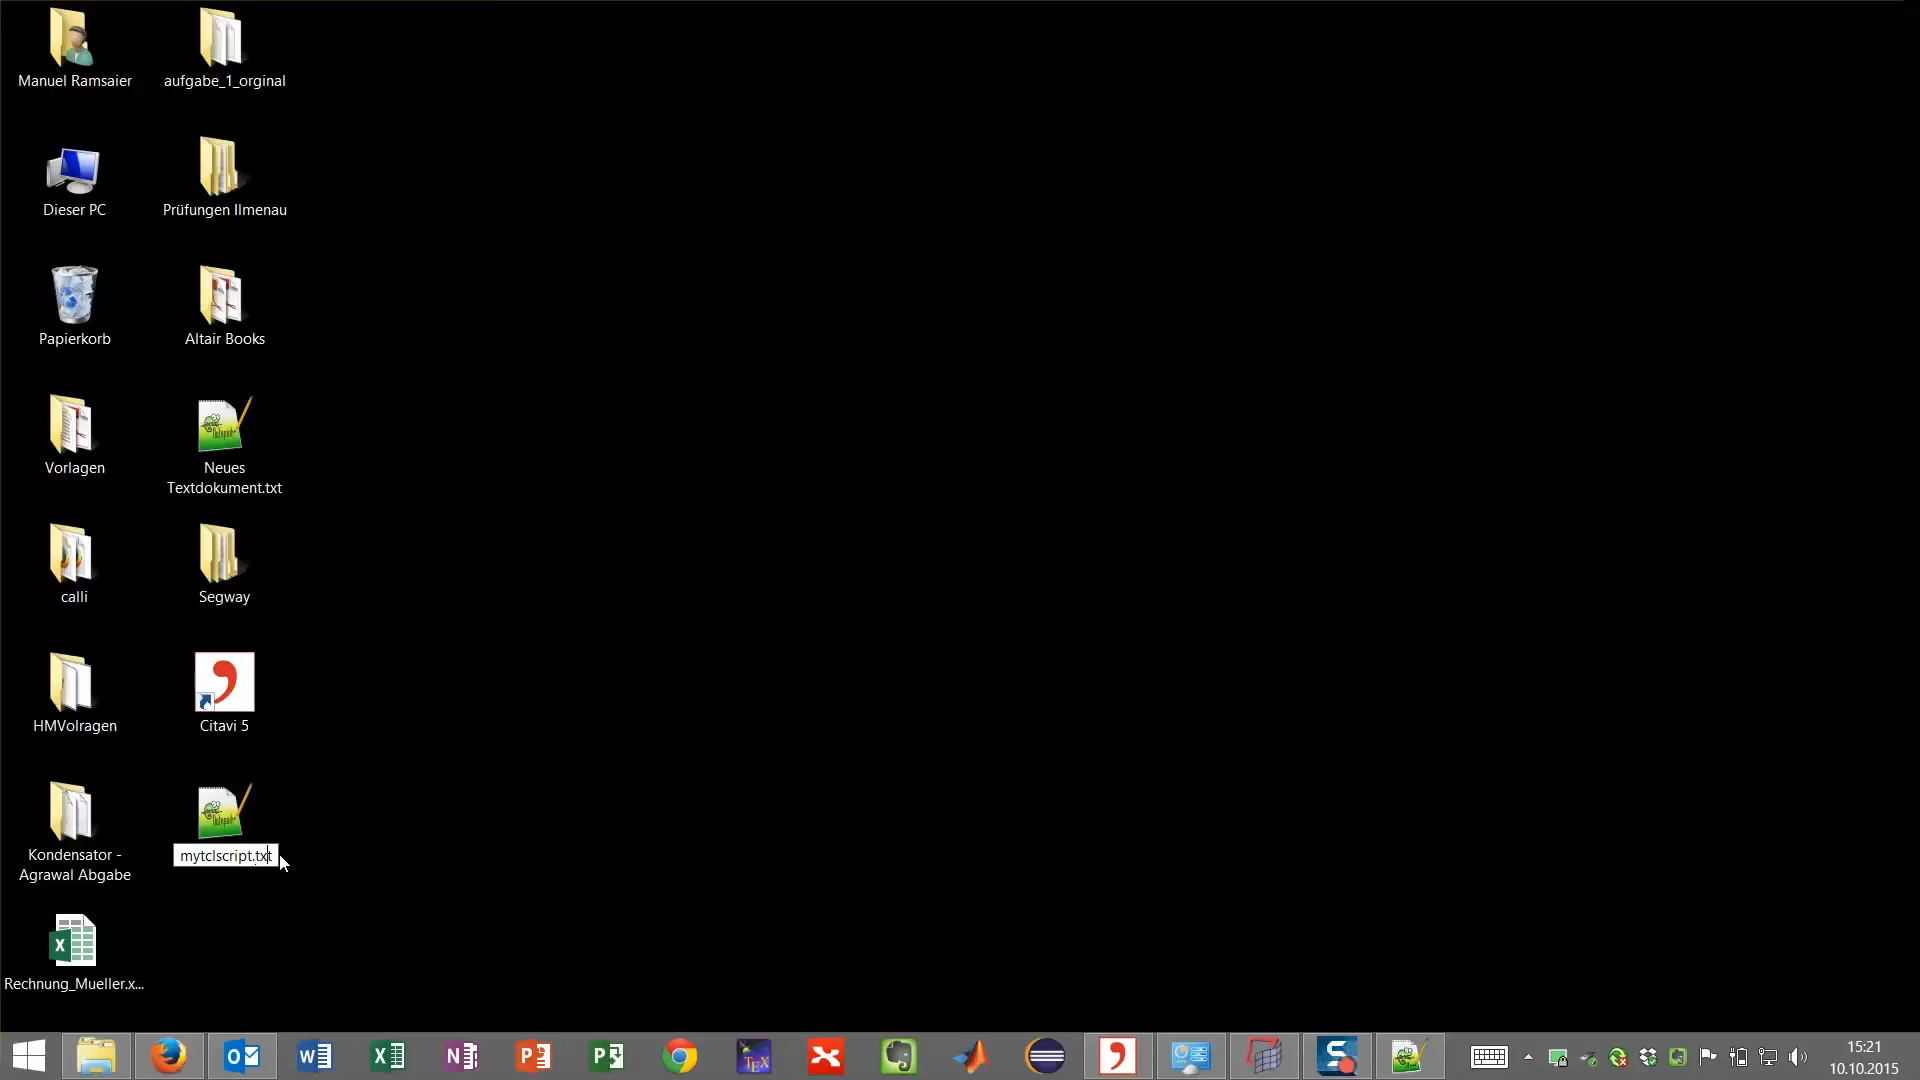 Manuel Ramsaier
aufgabe_1_orginal
Dieser PC
Prüfungen Ilmenau
Papierkorb
Altair Books
Vorlagen
Neues
Textdokument.txt
calli
Segway
HMVolragen
Citavi 5
Kondensator -
Agrawal Abgabe
mytclscript.txt
Rechnung_Mueller.x...
15:21
10.10.2015